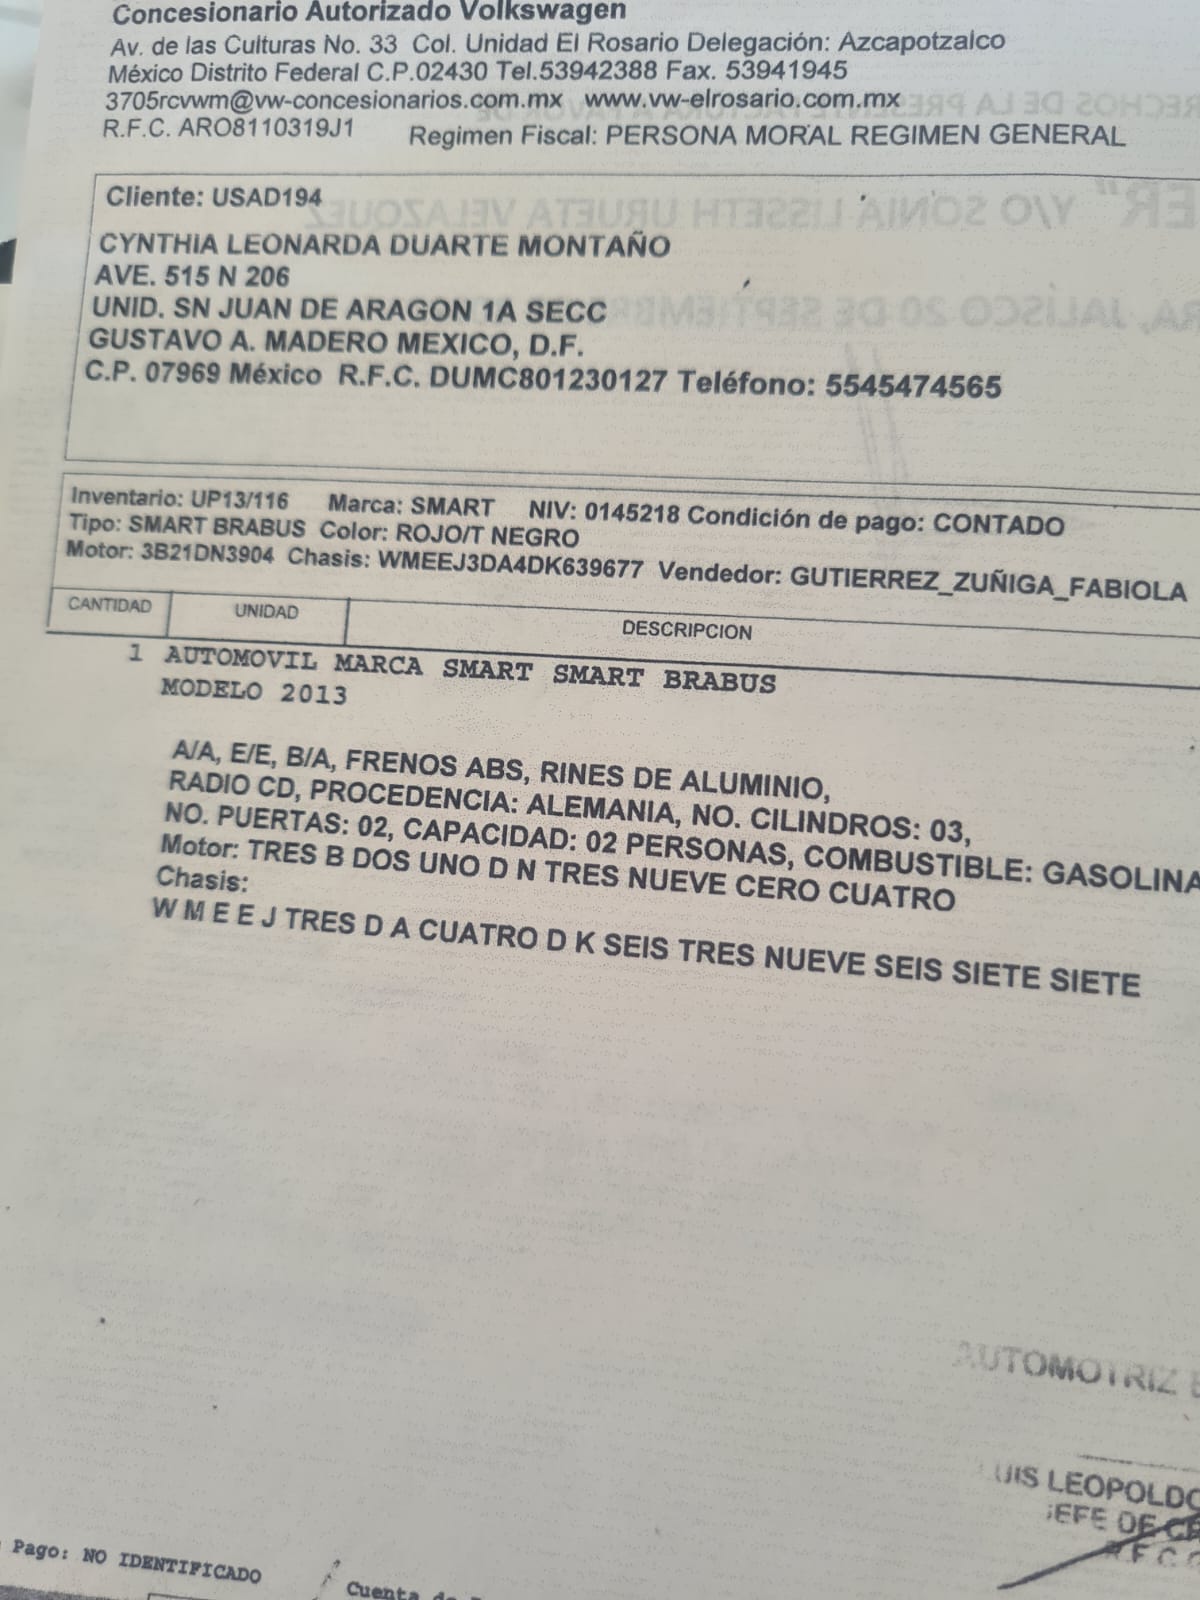 Concesionario Autorizado Volkswagen
Av. de las Culturas No. 33 Col. Unidad El Rosario Delegación: Azcapotzalco
México Distrito Federal C.P.02430 Tel.53942388 Fax. 53941945
3705rcvwm@vw-concesionarios.com.mx www.vw-elrosario.com.mx
R.F.C. ARO8110319J1 Regimen Fiscal: PERSONA MORAL REGIMEN GENERAL
Cliente: USAD194
CYNTHIA LEONARDA DUARTE MONTAÑO
AVE. 515 N 206
UNID. SN JUAN DE ARAGON 1A SECC
GUSTAVO A. MADERO MEXICO, D.F.
C.P. 07969 México R.F.C. DUMC801230127 Teléfono: 5545474565
Inventario: UP13/116 Marca: SMART NIV: 0145218 Condición de pago: CONTADO
Tipo: SMART BRABUS Color: ROJO/T NEGRO
Motor: 3B21DN3904 Chasis: WMEEJ3DA4DK639677 Vendedor: GUTIERREZ_ZUÑIGA_FABIOLA
CANTIDAD UNIDAD DESCRIPCION
1 AUTOMOVIL MARCA SMART SMART BRABUS
MODELO 2013
A/A, E/E, B/A, FRENOS ABS, RINES DE ALUMINIO,
RADIO CD, PROCEDENCIA: ALEMANIA, NO. CILINDROS: 03,
NO. PUERTAS: 02, CAPACIDAD: 02 PERSONAS, COMBUSTIBLE: GASOLINA
Motor: TRES B DOS UNO D N TRES NUEVE CERO CUATRO
Chasis:
W M E E J TRES D A CUATRO D K SEIS TRES NUEVE SEIS SIETE SIETE
AUTOMOTRIZ
LEOPOLDO
DE
Pago: NO IDENTIFICADO
Cuenta